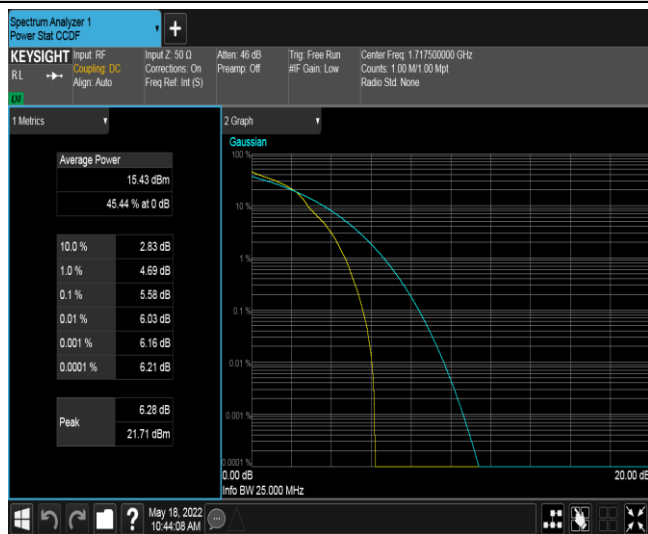 Spectrum Analyzer 1
Power Stat CCDF
+
KEYSIGHT
RL
LXI
Input: RF
Coupling: DC
Align: Auto
Input Z: 50 Ω
Corrections: On
Freq Ref: Int (S)
Atten: 46 dB
Preamp: Off
Trig: Free Run
#IF Gain: Low
Center Freq: 1.717500000 GHz
Counts: 1.00 M/1.00 Mpt
Radio Std: None
1 Metrics
Average Power
15.43 dBm
45.44 % at 0 dB
10.0 % 2.83 dB
1.0 % 4.69 dB
0.1 % 5.58 dB
0.01 % 6.03 dB
0.001 % 6.16 dB
0.0001 % 6.21 dB
Peak
6.28 dB
21.71 dBm
2 Graph
Gaussian
100 %
10 %
1 %
0.1 %
0.01 %
0.001 %
0.0001 %
0.00 dB
20.00 dB
Info BW 25.000 MHz
?
May 18, 2022
10:44:08 AM